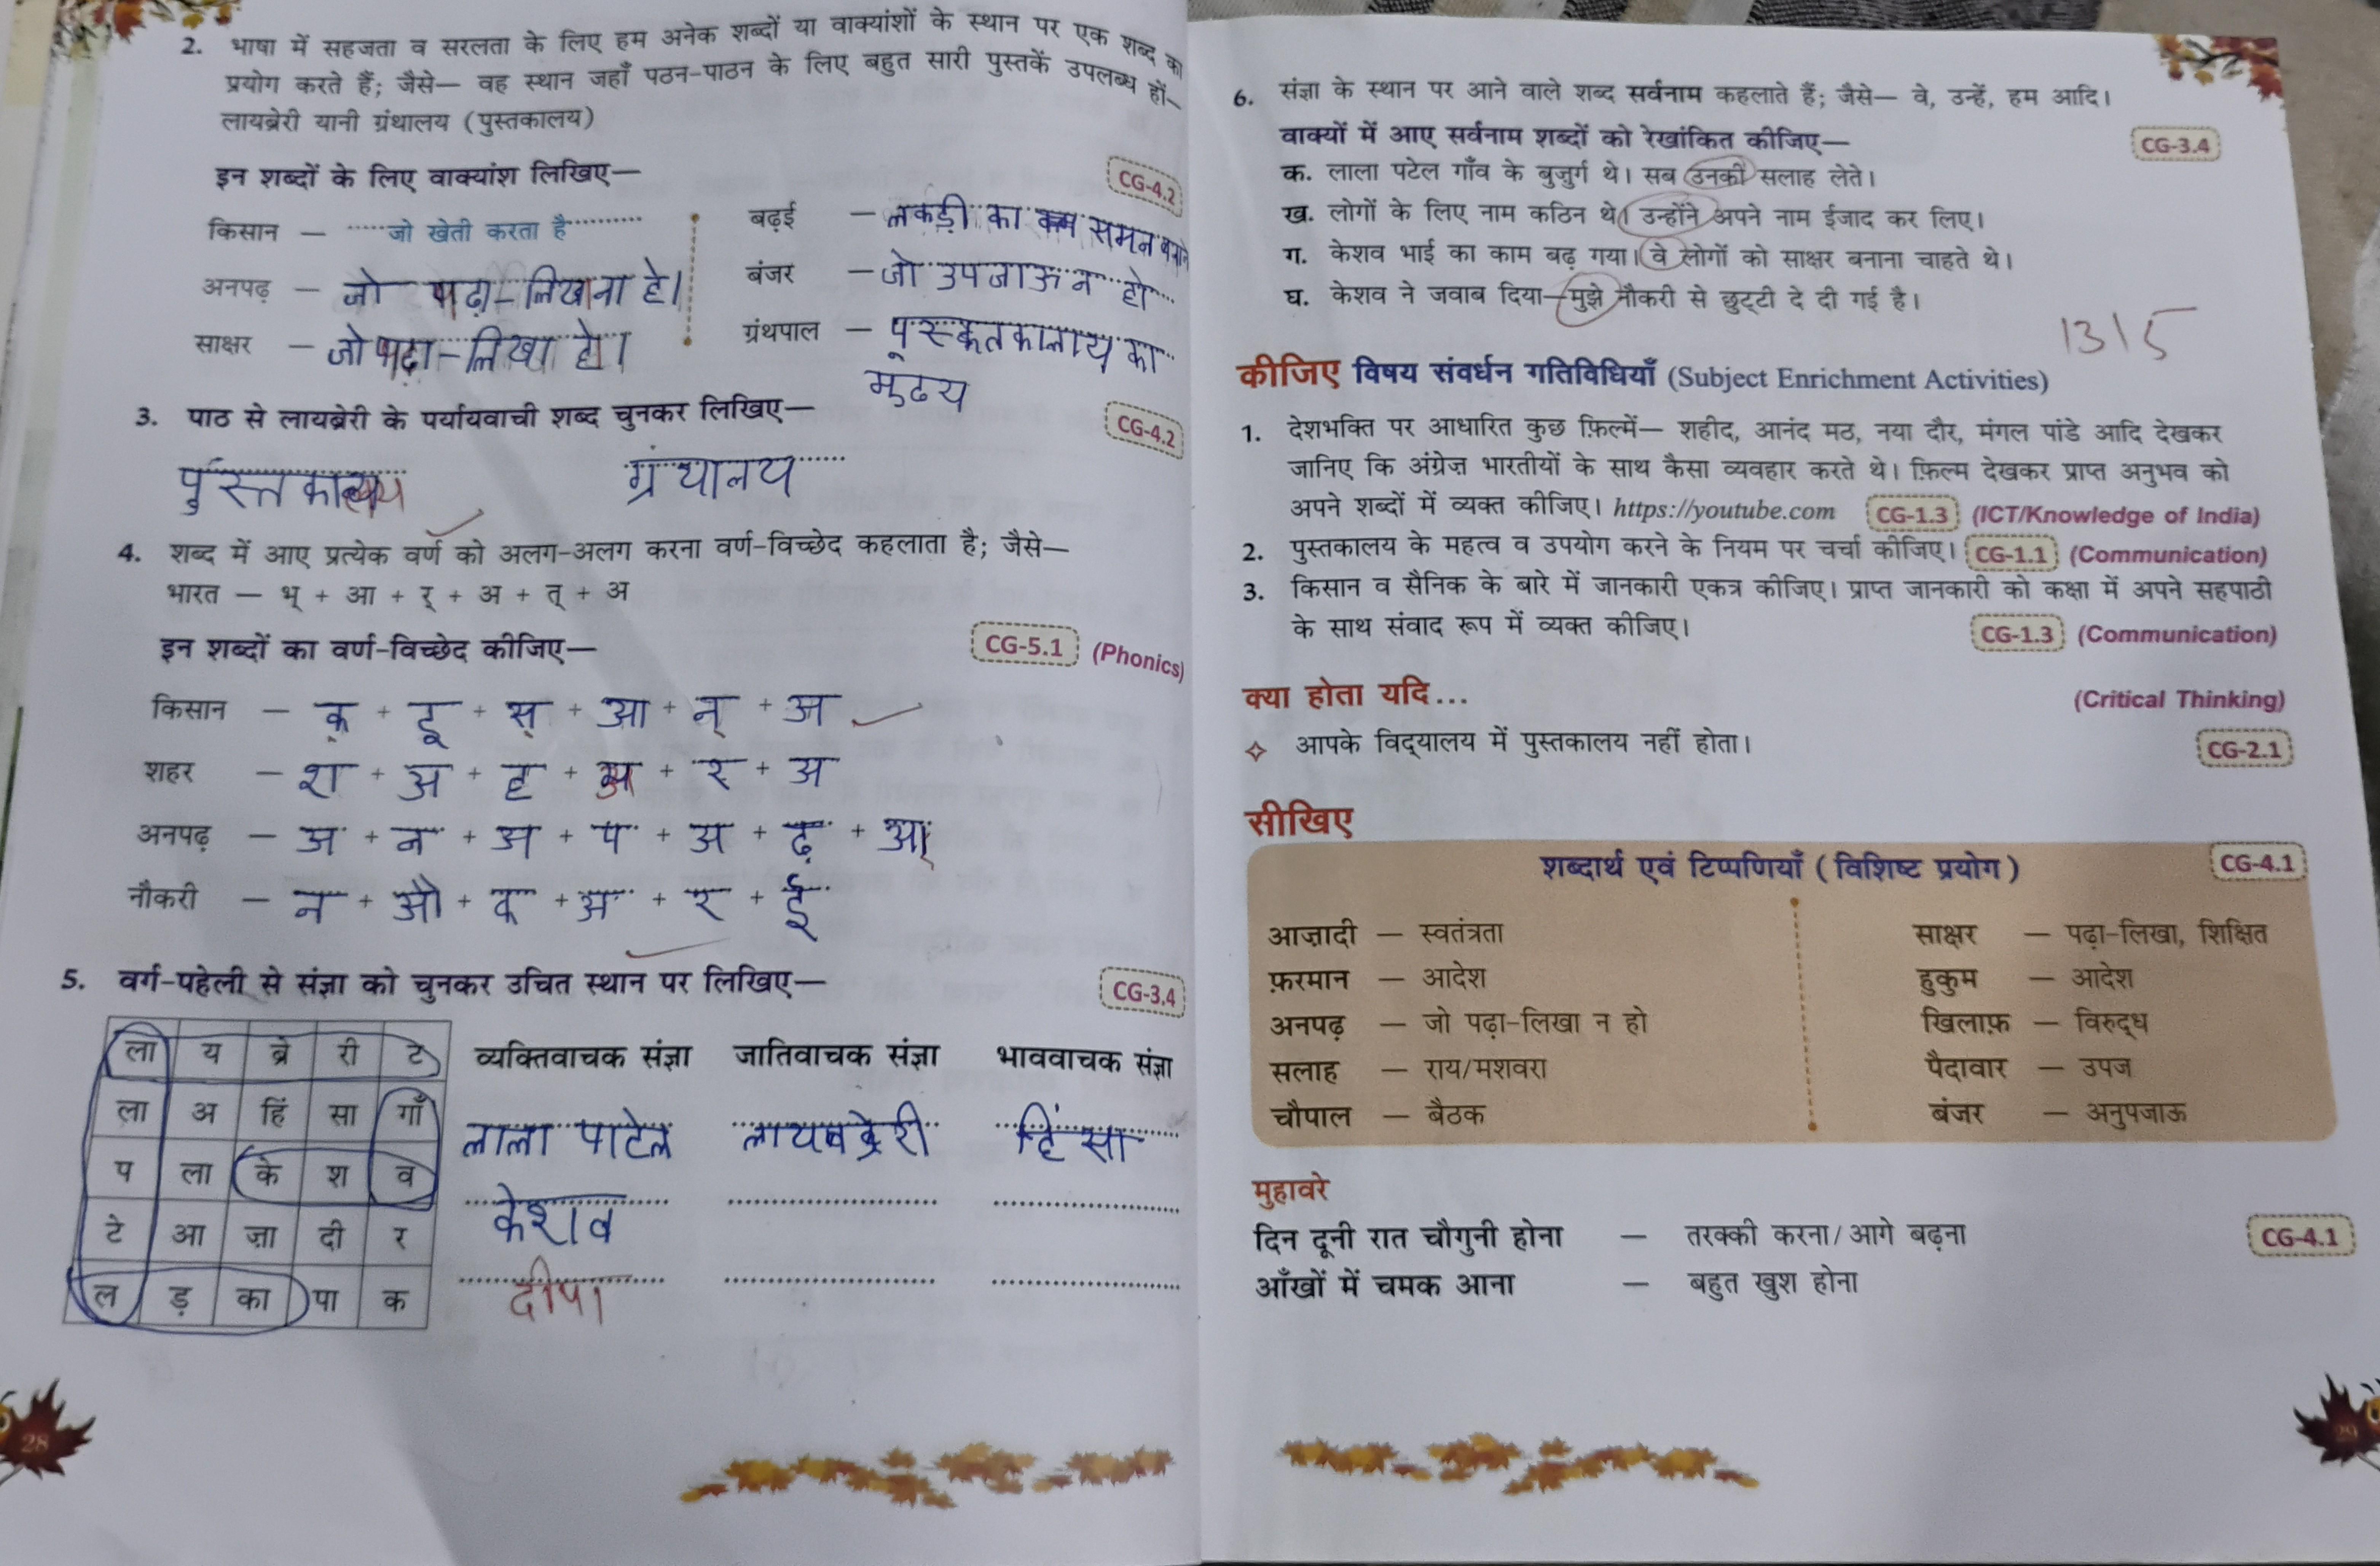 2. भाषा में सहजता व सरलता के लिए हम अनेक शब्दों या वाक्यांशों के स्थान पर एक शब्द का
प्रयोग करते हैं; जैसे— वह स्थान जहाँ पठन-पाठन के लिए बहुत सारी पुस्तकें उपलब्ध हों—
लायब्रेरी यानी ग्रंथालय (पुस्तकालय)
इन शब्दों के लिए वाक्यांश लिखिए— CG-4.2
किसान — जो खेती करता है
अनपढ़ — जो पढ़ा-लिखा ना हे।
साक्षर — जो पढ़ा-लिखा हो।
बढ़ई — लकड़ी का समन
बंजर — जो उपजाऊ न हो
ग्रंथपाल — पूस्कतकालाय का
3. पाठ से लायब्रेरी के पर्यायवाची शब्द चुनकर लिखिए— CG-4.2
पुस्तकालय ग्रंथालय
4. शब्द में आए प्रत्येक वर्ण को अलग-अलग करना वर्ण-विच्छेद कहलाता है; जैसे—
भारत — भ् + आ + र् + अ + त् + अ
इन शब्दों का वर्ण-विच्छेद कीजिए— CG-5.1 (Phonics)
किसान — क् + इ + स् + आ + न् + अ
शहर — श + अ + ह + अ + र + अ
अनपढ़ — अ + न + अ + प + अ + ढ़ + आ
नौकरी — न + औ + क + अ + र + ई
5. वर्ग-पहेली से संज्ञा को चुनकर उचित स्थान पर लिखिए— CG-3.4
ला य ब्रे री टे
ला अ हिं सा गाँ
प ला के श व
टे आ ज़ा दी र
ल ड़ का पा क
व्यक्तिवाचक संज्ञा जातिवाचक संज्ञा भाववाचक संज्ञा
लाला पाटेल लायबब्रेरी हिंसा
केशव
दीपा
28
6. संज्ञा के स्थान पर आने वाले शब्द सर्वनाम कहलाते हैं; जैसे— वे, उन्हें, हम आदि।
वाक्यों में आए सर्वनाम शब्दों को रेखांकित कीजिए— CG-3.4
क. लाला पटेल गाँव के बुजुर्ग थे। सब उनकी सलाह लेते।
ख. लोगों के लिए नाम कठिन थे। उन्होंने अपने नाम ईजाद कर लिए।
ग. केशव भाई का काम बढ़ गया। वे लोगों को साक्षर बनाना चाहते थे।
घ. केशव ने जवाब दिया—मुझे नौकरी से छुट्टी दे दी गई है।
13\5
कीजिए विषय संवर्धन गतिविधियाँ (Subject Enrichment Activities)
1. देशभक्ति पर आधारित कुछ फ़िल्में— शहीद, आनंद मठ, नया दौर, मंगल पांडे आदि देखकर
जानिए कि अंग्रेज़ भारतीयों के साथ कैसा व्यवहार करते थे। फ़िल्म देखकर प्राप्त अनुभव को
अपने शब्दों में व्यक्त कीजिए। https://youtube.com CG-1.3 (ICT/Knowledge of India)
2. पुस्तकालय के महत्व व उपयोग करने के नियम पर चर्चा कीजिए। CG-1.1 (Communication)
3. किसान व सैनिक के बारे में जानकारी एकत्र कीजिए। प्राप्त जानकारी को कक्षा में अपने सहपाठी
के साथ संवाद रूप में व्यक्त कीजिए। CG-1.3 (Communication)
क्या होता यदि... (Critical Thinking)
आपके विद्यालय में पुस्तकालय नहीं होता। CG-2.1
सीखिए
शब्दार्थ एवं टिप्पणियाँ (विशिष्ट प्रयोग) CG-4.1
आज़ादी — स्वतंत्रता साक्षर — पढ़ा-लिखा, शिक्षित
फ़रमान — आदेश हुकुम — आदेश
अनपढ़ — जो पढ़ा-लिखा न हो खिलाफ़ — विरुद्ध
सलाह — राय/मशवरा पैदावार — उपज
चौपाल — बैठक बंजर — अनुपजाऊ
मुहावरे
दिन दूनी रात चौगुनी होना — तरक्की करना/आगे बढ़ना CG-4.1
आँखों में चमक आना — बहुत खुश होना
29